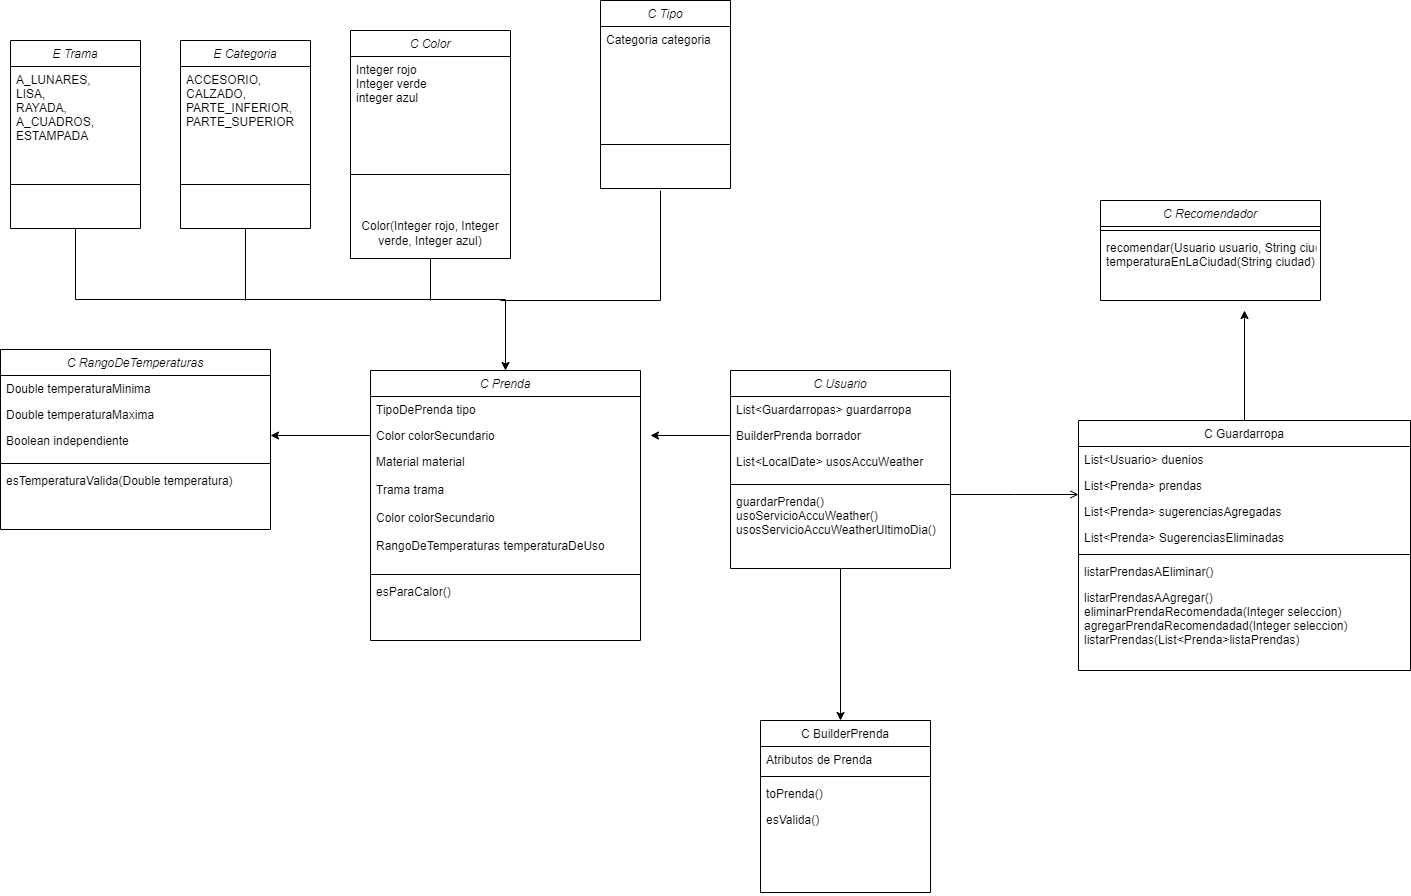 E Trama
A_LUNARES,
LISA,
RAYADA,
A_CUADROS,
ESTAMPADA
E Categoria
ACCESORIO,
CALZADO,
PARTE_INFERIOR,
PARTE_SUPERIOR
C Color
Integer rojo
Integer verde
integer azul
Color(Integer rojo, Integer
verde, Integer azul)
C Tipo
Categoria categoria
C Recomendador
recomendar(Usuario usuario, String
temperaturaEnLaCiudad(String ciudad)
C RangoDeTemperaturas
Double temperaturaMinima
Double temperaturaMaxima
Boolean independiente
esTemperaturaValida(Double temperatura)
C Prenda
TipoDePrenda tipo
Color colorSecundario
Material material
Trama trama
Color colorSecundario
RangoDeTemperaturas temperaturaDeUso
esParaCalor()
C Usuario
List<Guardarropas> guardarropa
BuilderPrenda borrador
List<LocalDate> usosAccuWeather
guardarPrenda()
usoServicioAccuWeather()
usosServicioAccuWeatherUltimoDia()
C Guardarropa
List<Usuario> duenios
List<Prenda> prendas
List<Prenda> sugerenciasAgregadas
List<Prenda> SugerenciasEliminadas
listarPrendasAEliminar()
listarPrendasAAgregar()
eliminarPrendaRecomendada(Integer seleccion)
agregarPrendaRecomendadad(Integer seleccion)
listarPrendas(List<Prenda>listaPrendas)
C BuilderPrenda
Atributos de Prenda
toPrenda()
esValida()